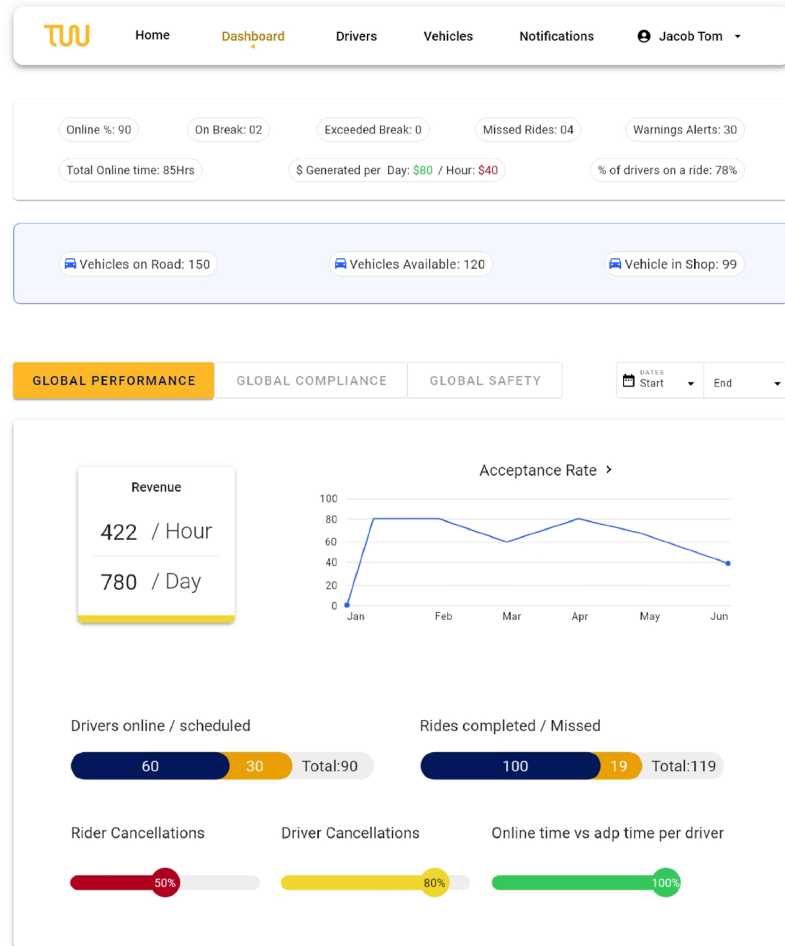 TUU
Home Dashboard Drivers Vehicles Notifications Jacob Tom
Online %: 90 On Break: 02 Exceeded Break: 0 Missed Rides: 04 Warnings Alerts: 30
Total Online time: 85Hrs $ Generated per Day: $80 / Hour: $40 % of drivers on a ride: 78%
Vehicles on Road: 150 Vehicles Available: 120 Vehicle in Shop: 99
GLOBAL PERFORMANCE GLOBAL COMPLIANCE GLOBAL SAFETY
DATES
Start End
Revenue
422 / Hour
780 / Day
Acceptance Rate
100
80
60
40
20
0
Jan Feb Mar Apr May Jun
Drivers online / scheduled Rides completed / Missed
60 30 Total:90 100 19 Total:119
Rider Cancellations Driver Cancellations Online time vs adp time per driver
50% 80% 100%